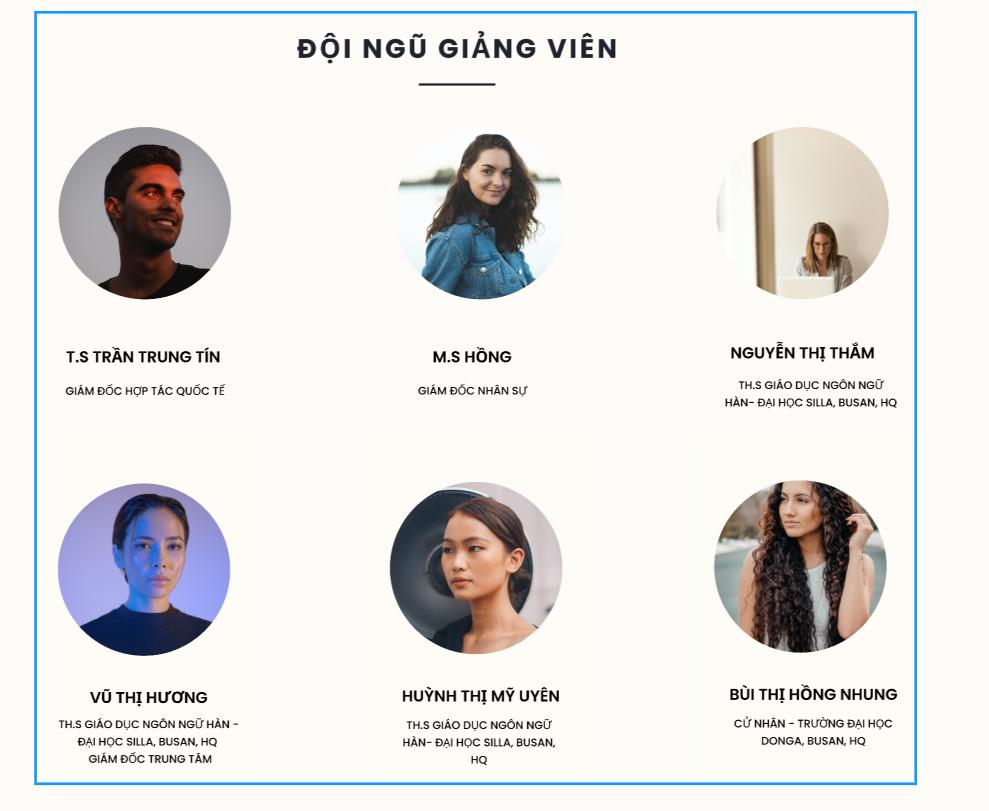 ĐỘI NGŨ GIẢNG VIÊN
T.S TRẦN TRUNG TÍN
GIÁM ĐỐC HỢP TÁC QUỐC TẾ
M.S HỒNG
GIÁM ĐỐC NHÂN SỰ
NGUYỄN THỊ THẮM
TH.S GIÁO DỤC NGÔN NGỮ
HÀN- ĐẠI HỌC SILLA, BUSAN, HQ
VŨ THỊ HƯƠNG
TH.S GIÁO DỤC NGÔN NGỮ HÀN -
ĐẠI HỌC SILLA, BUSAN, HQ
GIÁM ĐỐC TRUNG TÂM
HUỲNH THỊ MỸ UYÊN
TH.S GIÁO DỤC NGÔN NGỮ
HÀN- ĐẠI HỌC SILLA, BUSAN,
HQ
BÙI THỊ HỒNG NHUNG
CỬ NHÂN - TRƯỜNG ĐẠI HỌC
DONGA, BUSAN, HQ